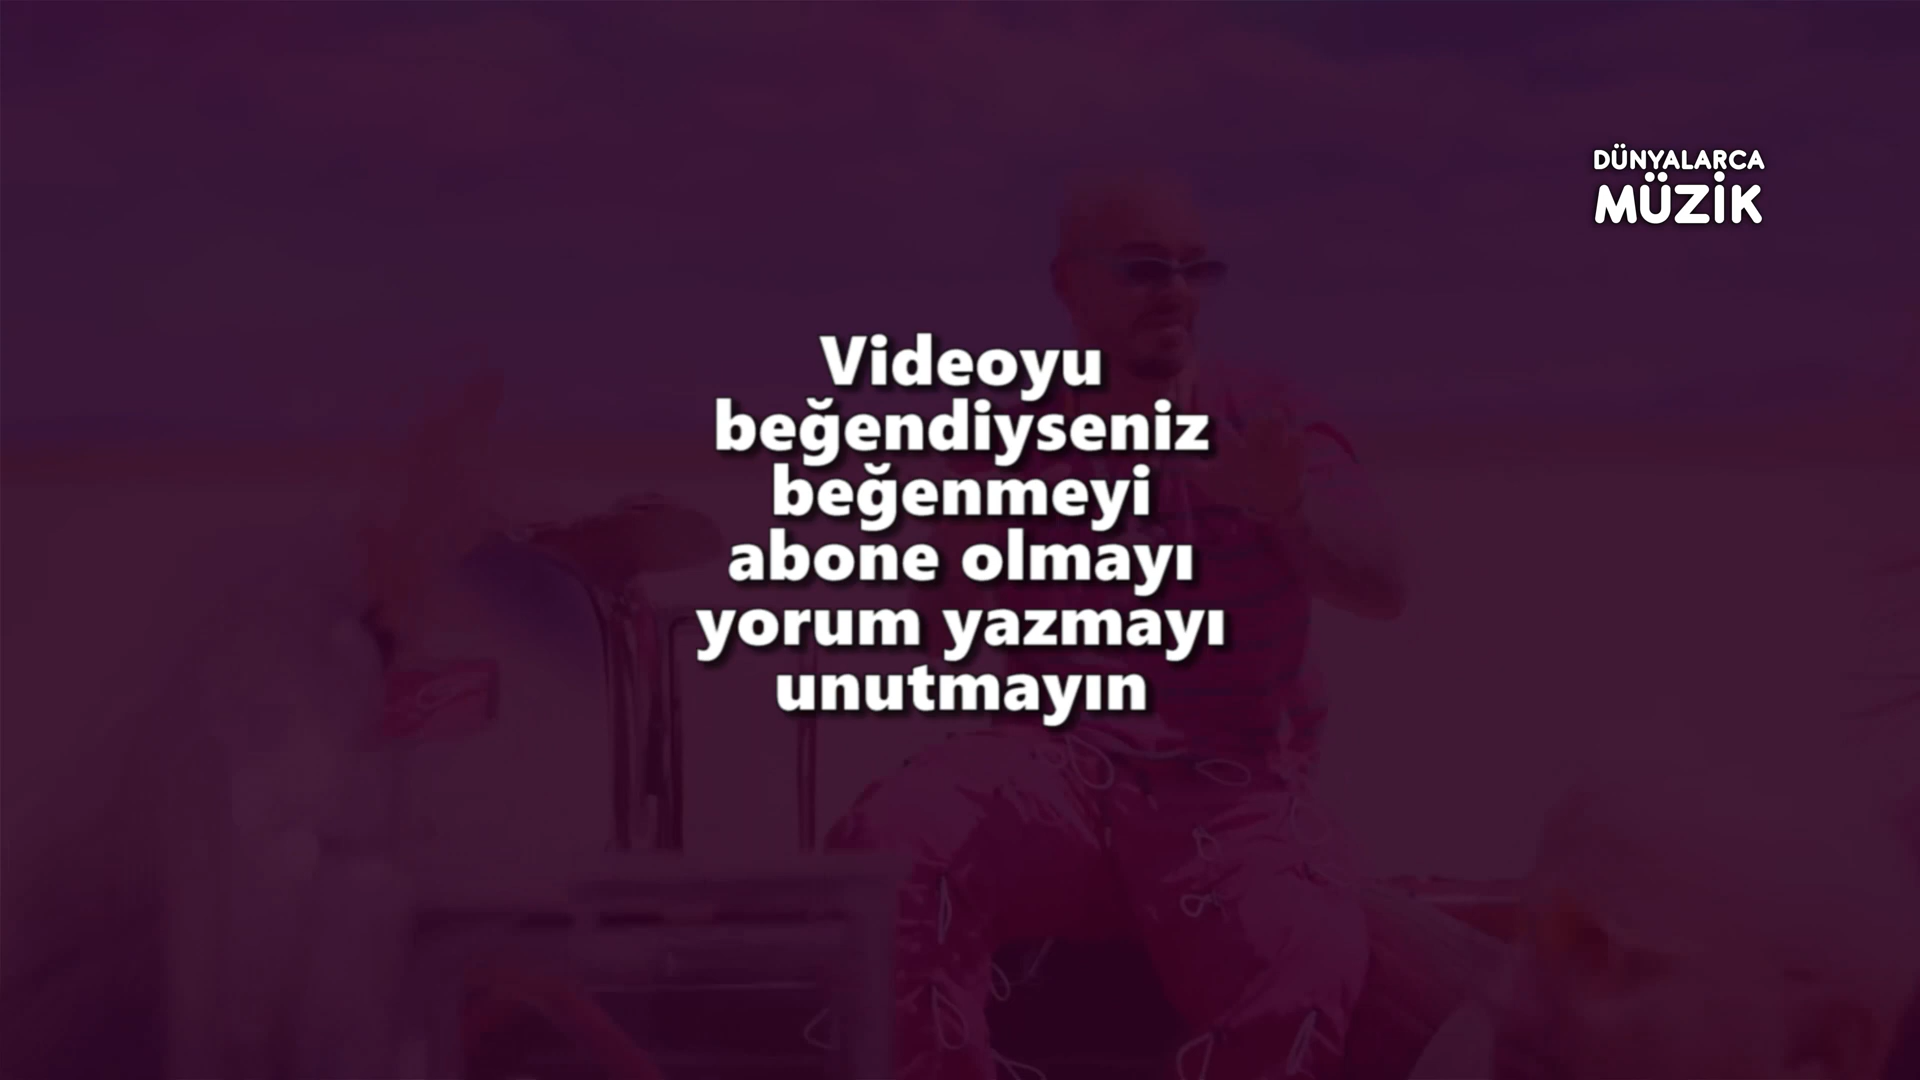 DÜNYALARCA
MÜZİK
Videoyu
beğendiyseniz
beğenmeyi
abone olmayı
yorum yazmayı
unutmayın